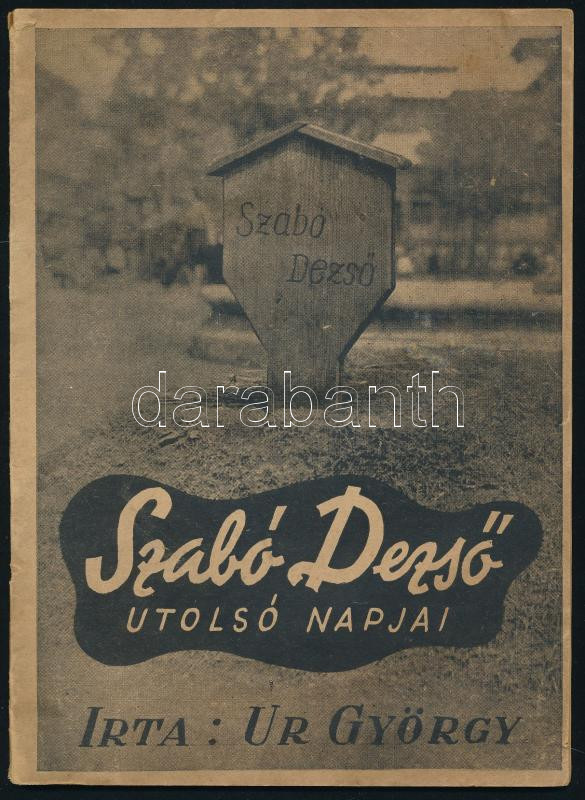 Szabó
Dezső
darabanth
Szabó Dezső
UTOLSÓ NAPJAI
IRTA : UR GYÖRGY